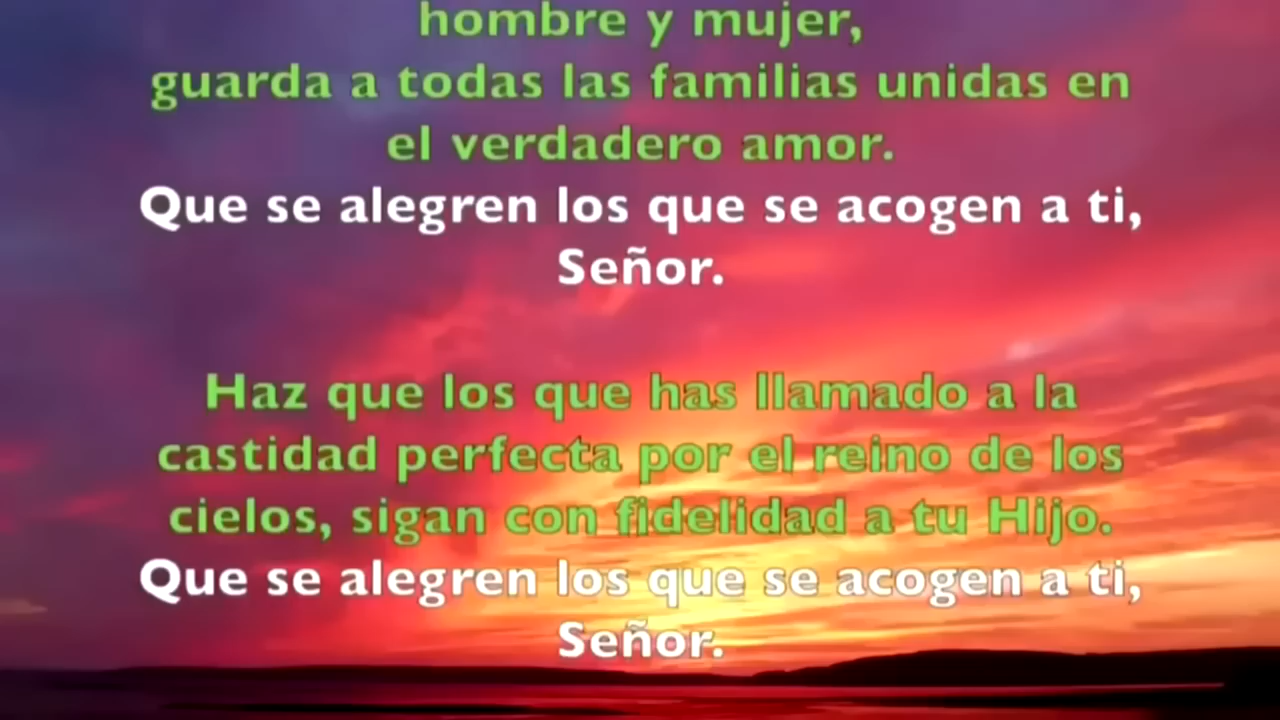 hombre y mujer,
guarda a todas las familias unidas en
el verdadero amor.
Que se alegren los que se acogen a ti,
Señor.
Haz que los que has llamado a la
castidad perfecta por el reino de los
cielos, sigan con fidelidad a tu Hijo.
Que se alegren los que se acogen a ti,
Señor.